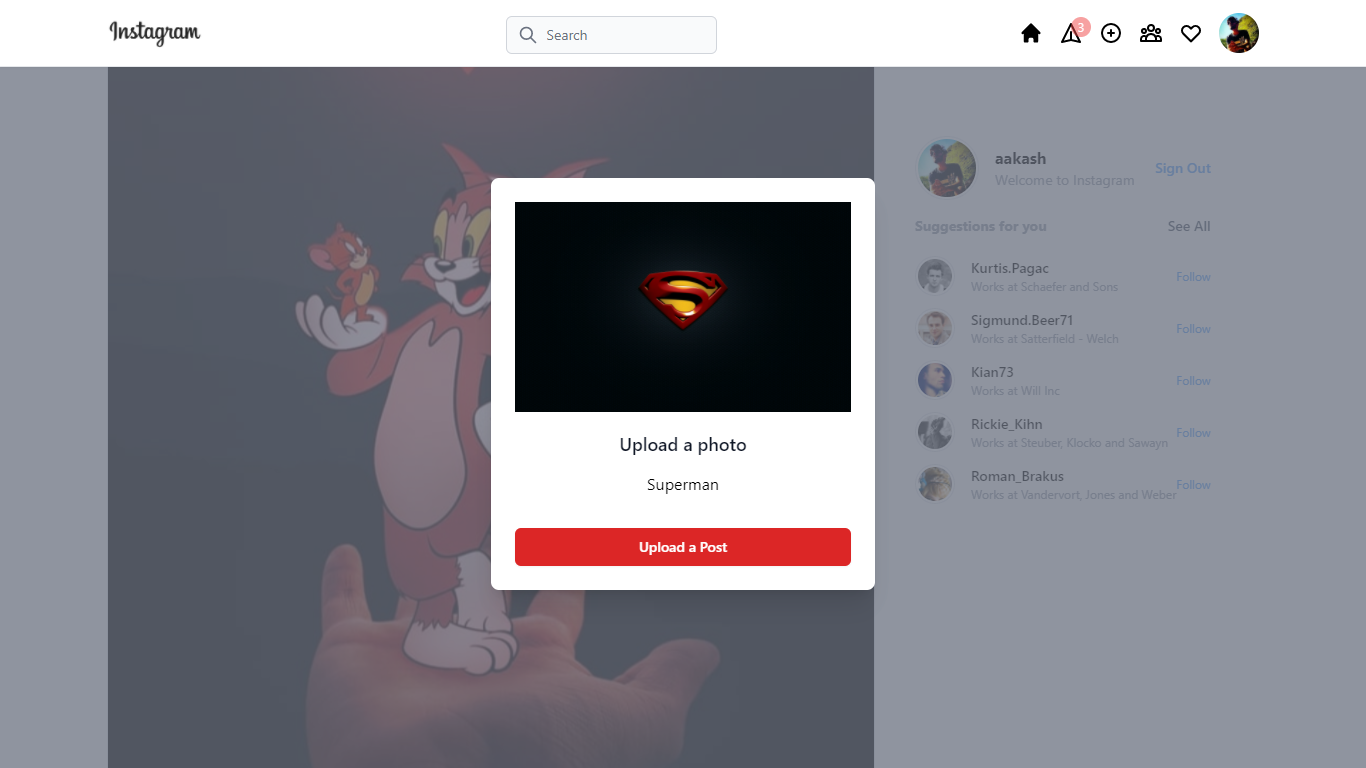 Instagram
Search
3
aakash
Welcome to Instagram
Sign Out
Suggestions for you
See All
Kurtis.Pagac
Works at Schaefer and Sons
Follow
Sigmund.Beer71
Works at Satterfield - Welch
Follow
Kian73
Works at Will Inc
Follow
Rickie_Kihn
Works at Steuber, Klocko and Sawayn
Follow
Roman_Brakus
Works at Vandervort, Jones and Weber
Follow
S
Upload a photo
Superman
Upload a Post